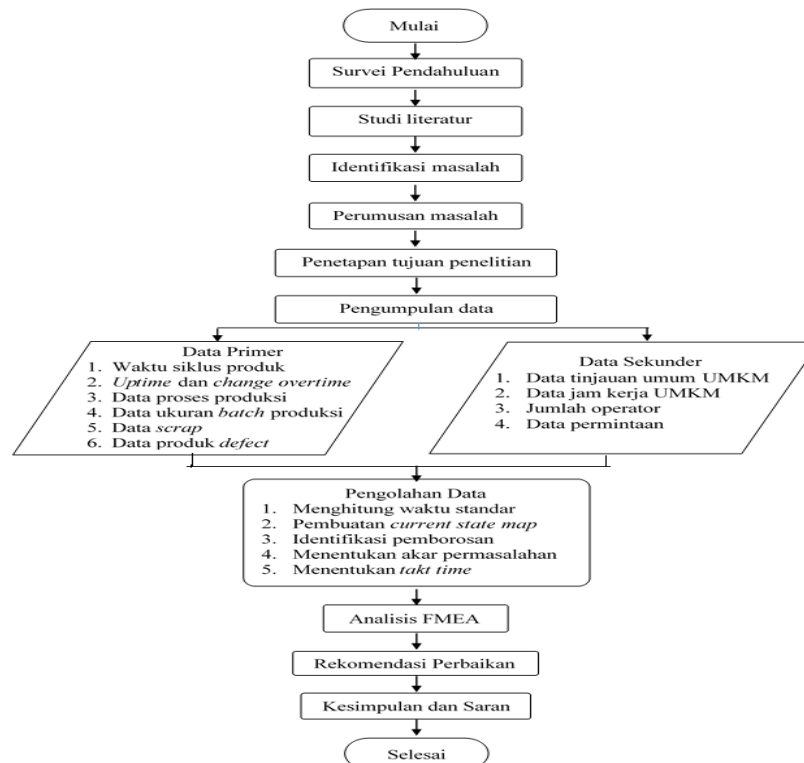 Mulai
Survei Pendahuluan
Studi literatur
Identifikasi masalah
Perumusan masalah
Penetapan tujuan penelitian
Pengumpulan data
Data Primer
1. Waktu siklus produk
2. Uptime dan change overtime
3. Data proses produksi
4. Data ukuran batch produksi
5. Data scrap
6. Data produk defect
Data Sekunder
1. Data tinjauan umum UMKM
2. Data jam kerja UMKM
3. Jumlah operator
4. Data permintaan
Pengolahan Data
1. Menghitung waktu standar
2. Pembuatan current state map
3. Identifikasi pemborosan
4. Menentukan akar permasalahan
5. Menentukan takt time
Analisis FMEA
Rekomendasi Perbaikan
Kesimpulan dan Saran
Selesai